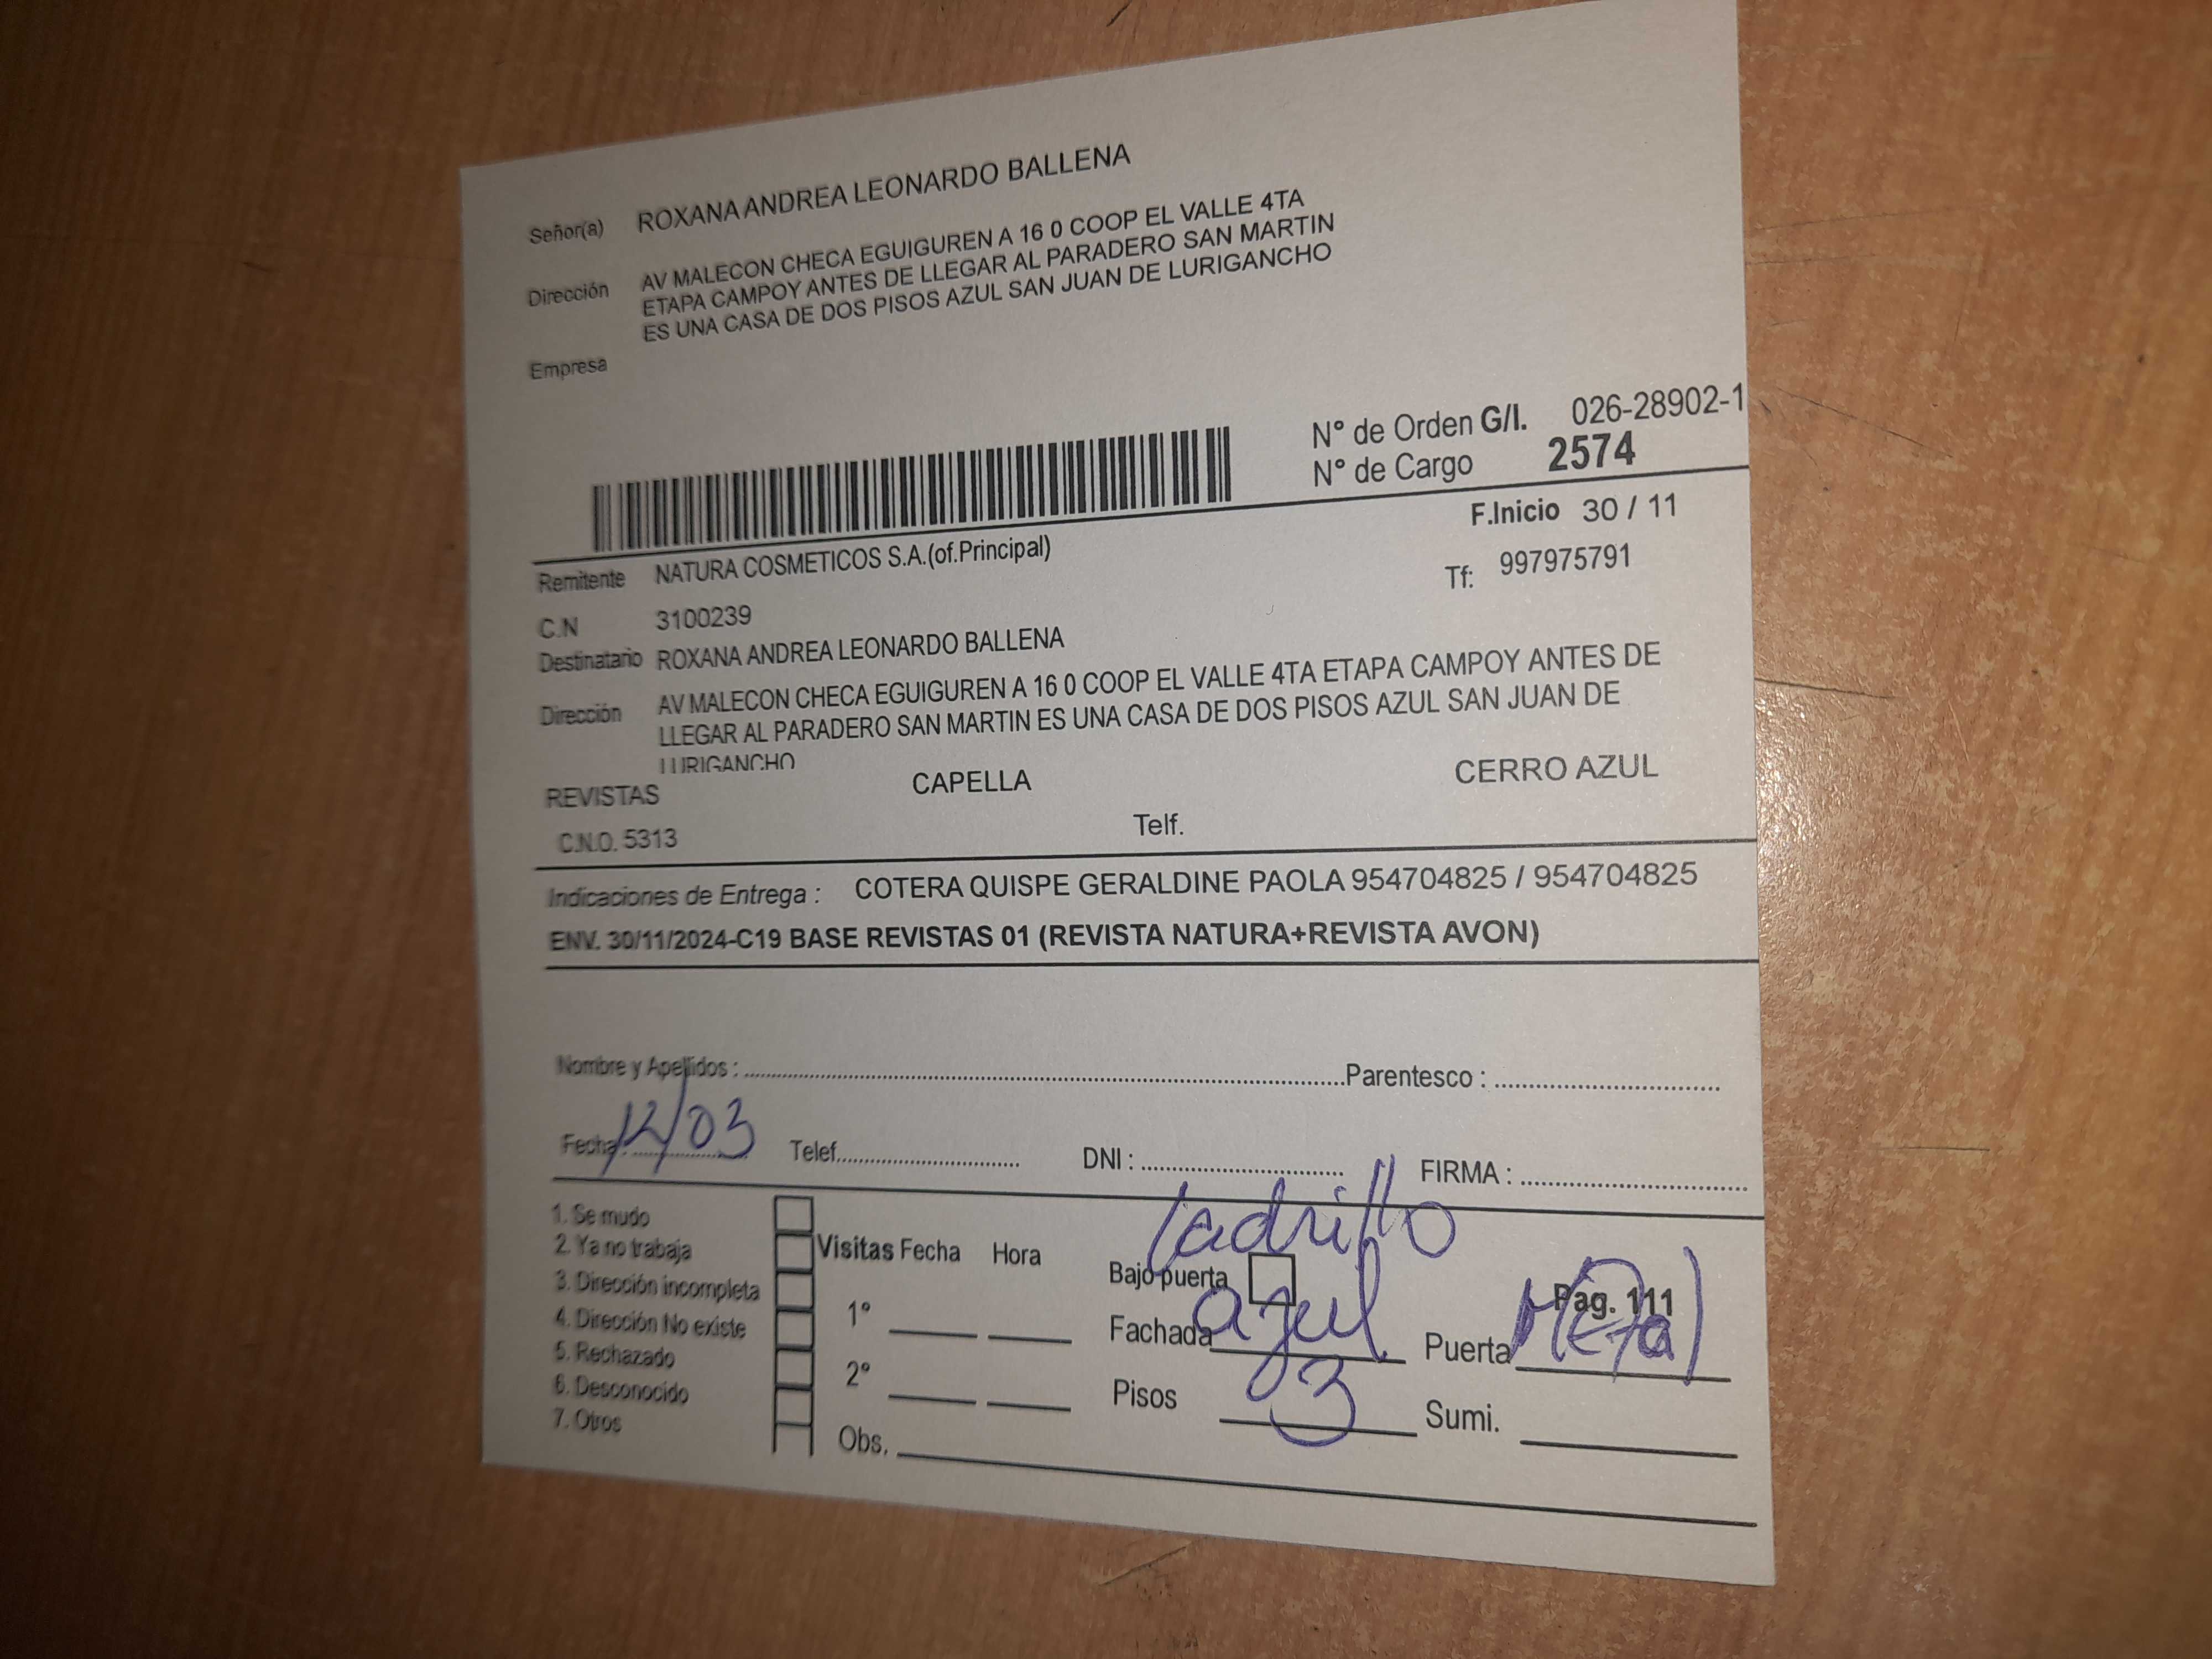 Señor(a) ROXANA ANDREA LEONARDO BALLENA
Dirección AV MALECON CHECA EGUIGUREN A 16 0 COOP EL VALLE 4TA
ETAPA CAMPOY ANTES DE LLEGAR AL PARADERO SAN MARTIN
ES UNA CASA DE DOS PISOS AZUL SAN JUAN DE LURIGANCHO
Empresa
N° de Orden G/I. 026-28902-1
N° de Cargo 2574
F.Inicio 30 / 11
Remitente NATURA COSMETICOS S.A.(of.Principal) Tf: 997975791
C.N 3100239
Destinatario ROXANA ANDREA LEONARDO BALLENA
Dirección AV MALECON CHECA EGUIGUREN A 16 0 COOP EL VALLE 4TA ETAPA CAMPOY ANTES DE
LLEGAR AL PARADERO SAN MARTIN ES UNA CASA DE DOS PISOS AZUL SAN JUAN DE
LURIGANCHO
REVISTAS CAPELLA CERRO AZUL
C.N.O. 5313 Telf.
Indicaciones de Entrega : COTERA QUISPE GERALDINE PAOLA 954704825 / 954704825
ENV. 30/11/2024-C19 BASE REVISTAS 01 (REVISTA NATURA+REVISTA AVON)
Nombre y Apellidos : Parentesco :
Fecha : 12/03 Telef. DNI : FIRMA :
1. Se mudo
2. Ya no trabaja
3. Dirección incompleta
4. Dirección No existe
5. Rechazado
6. Desconocido
7. Otros
Visitas Fecha Hora
1°
2°
Obs.
ladrillo
Bajo puerta
Fachada azul
Pisos 3
Pag. 111
Puerta
Sumi.